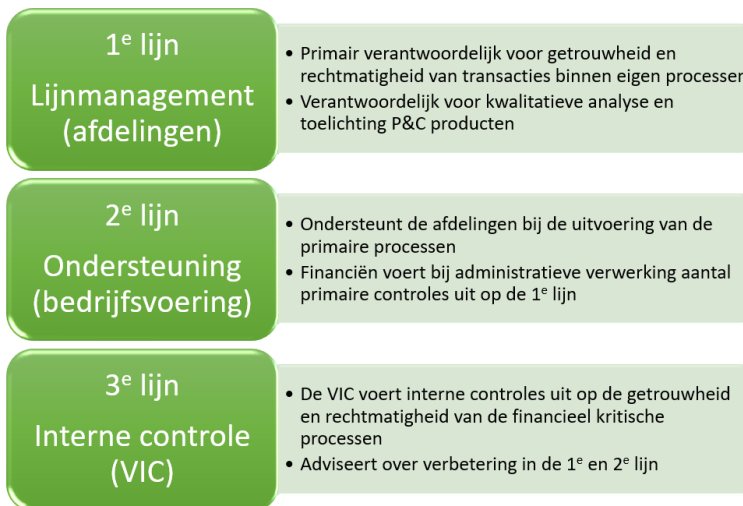 1e lijn
Lijnmanagement
(afdelingen)
• Primair verantwoordelijk voor getrouwheid en
rechtmatigheid van transacties binnen eigen processen
• Verantwoordelijk voor kwalitatieve analyse en
toelichting P&C producten
2e lijn
Ondersteuning
(bedrijfsvoering)
• Ondersteunt de afdelingen bij de uitvoering van de
primaire processen
• Financiën voert bij administratieve verwerking aantal
primaire controles uit op de 1e lijn
3e lijn
Interne controle
(VIC)
• De VIC voert interne controles uit op de getrouwheid
en rechtmatigheid van de financieel kritische
processen
• Adviseert over verbetering in de 1e en 2e lijn